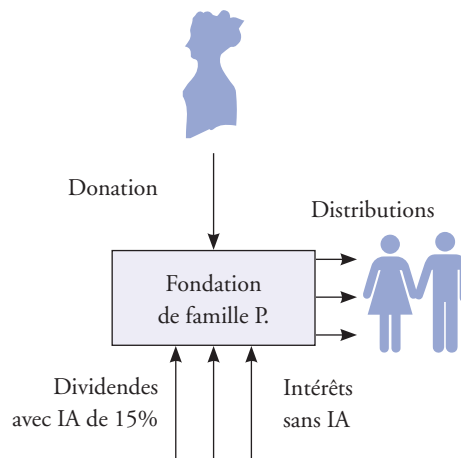 Donation
Distributions
Fondation
de famille P.
Dividendes
avec IA de 15%
Intérêts
sans IA